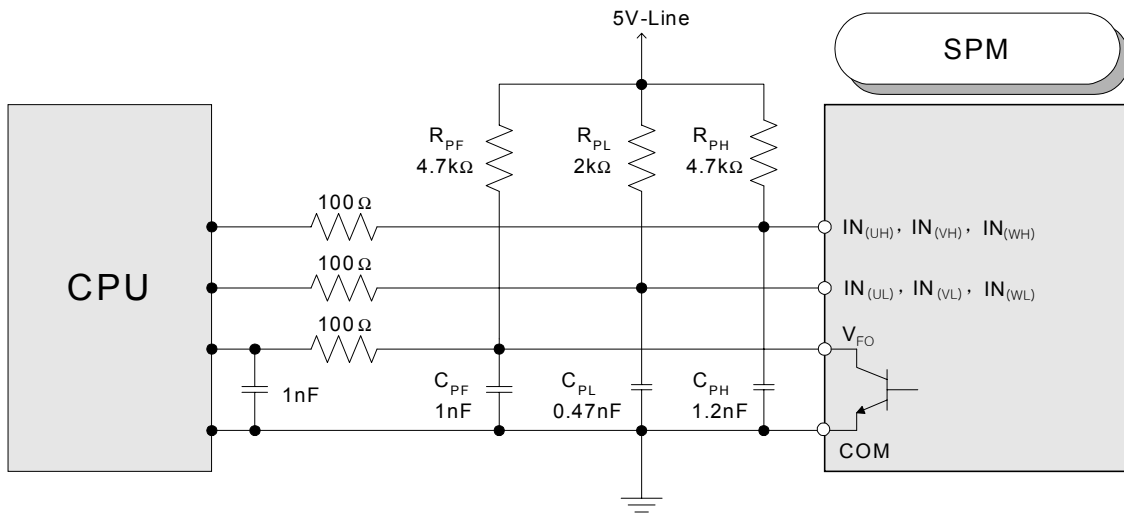 5V-Line
SPM
R_PF
4.7kΩ
R_PL
2kΩ
R_PH
4.7kΩ
100Ω
IN(UH), IN(VH), IN(WH)
CPU
100Ω
IN(UL), IN(VL), IN(WL)
100Ω
V_FO
1nF
C_PF
1nF
C_PL
0.47nF
C_PH
1.2nF
COM